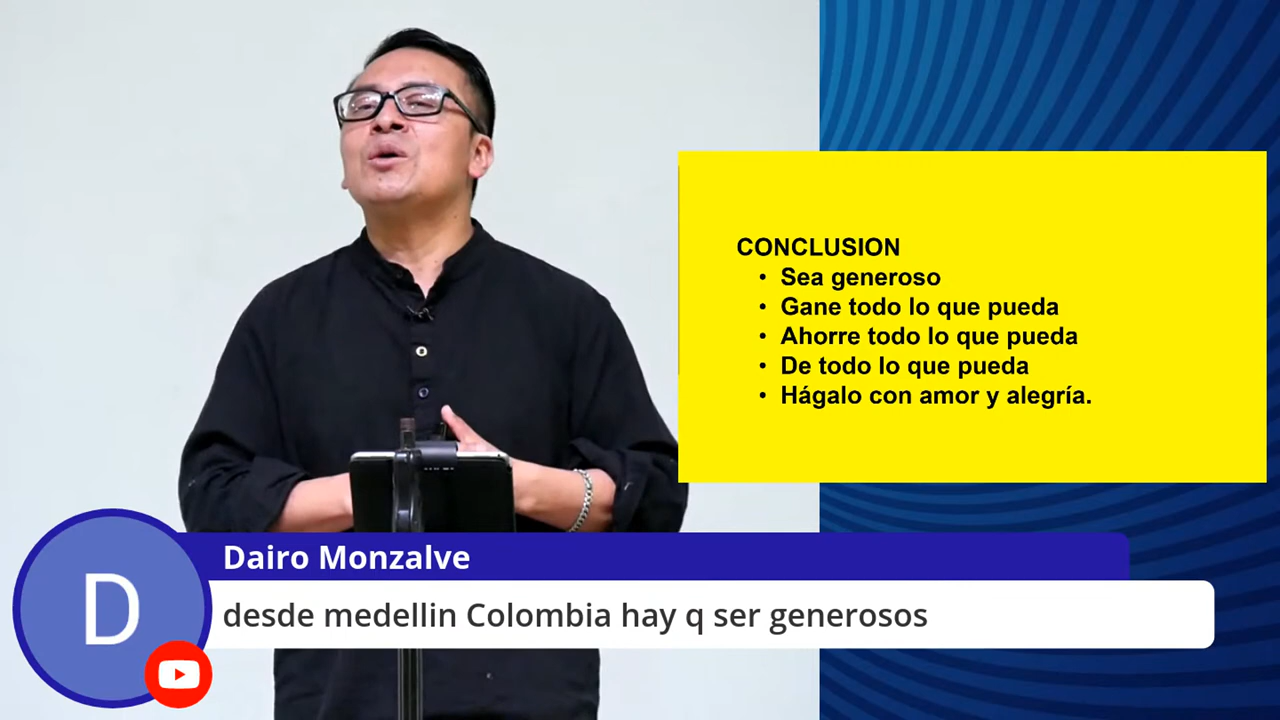 CONCLUSION
• Sea generoso
• Gane todo lo que pueda
• Ahorre todo lo que pueda
• De todo lo que pueda
• Hágalo con amor y alegría.
Dairo Monzalve
D
desde medellin Colombia hay q ser generosos